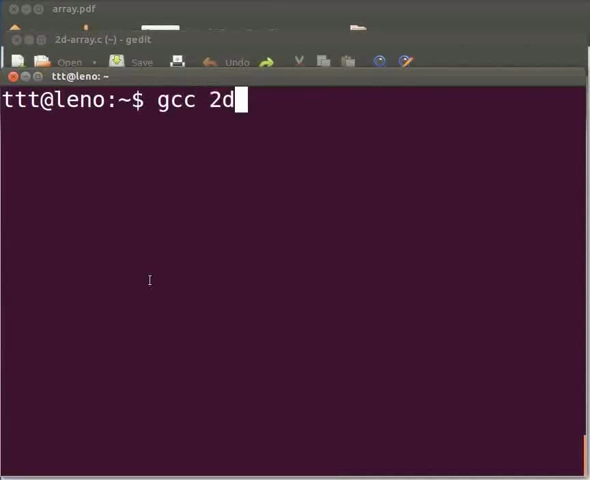 array.pdf
2d-array.c (~) - gedit
Open Save Undo
ttt@leno: ~
ttt@leno:~$ gcc 2d